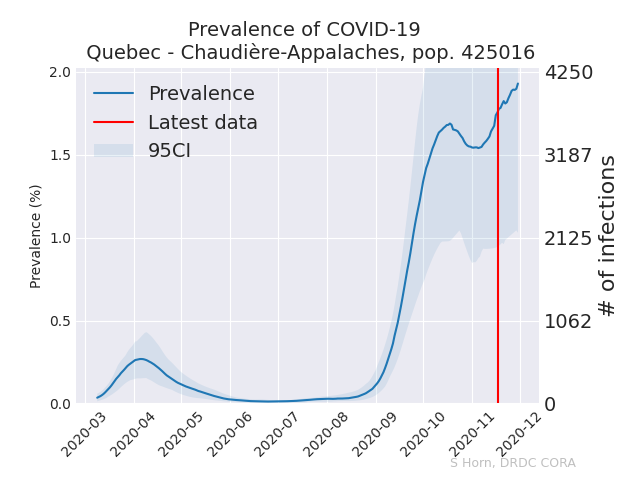 Prevalence of COVID-19
Quebec - Chaudière-Appalaches, pop. 425016
Prevalence
Latest data
95CI
Prevalence (%)
2.0
1.5
1.0
0.5
0.0
4250
3187
2125
1062
0
# of infections
2020-03
2020-04
2020-05
2020-06
2020-07
2020-08
2020-09
2020-10
2020-11
2020-12
S Horn, DRDC CORA